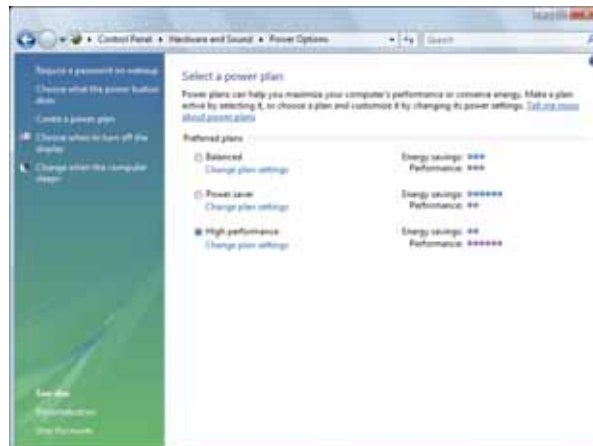 Control Panel ▸ Hardware and Sound ▸ Power Options
Search
Require a password on wakeup
Choose what the power button
does
Create a power plan
Choose when to turn off the
display
Change when the computer
sleeps
Select a power plan
Power plans can help you maximize your computer's performance or conserve energy. Make a plan
active by selecting it, or choose a plan and customize it by changing its power settings. Tell me more
about power plans
Preferred plans
Balanced
Energy savings:
Change plan settings
Performance:
Power saver
Energy savings:
Change plan settings
Performance:
High performance
Energy savings:
Change plan settings
Performance:
See also
Personalization
User Accounts